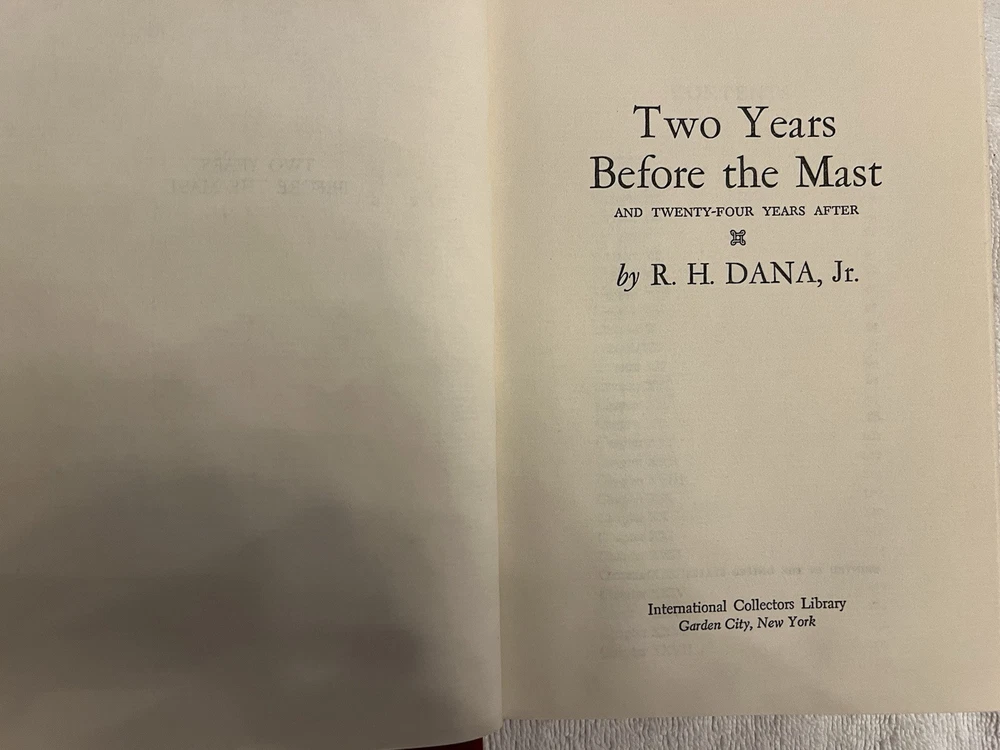 Two Years
Before the Mast
AND TWENTY-FOUR YEARS AFTER
by R. H. DANA, Jr.
International Collectors Library
Garden City, New York